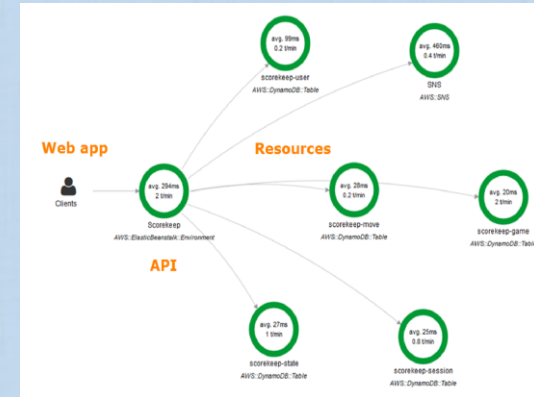 avg. 99ms
0.2 t/min
scorekeep-user
AWS::DynamoDB::Table
avg. 460ms
0.4 t/min
SNS
AWS::SNS
Web app
Resources
Clients
avg. 294ms
2 t/min
Scorekeep
AWS::ElasticBeanstalk::Environment
avg. 28ms
0.2 t/min
scorekeep-move
AWS::DynamoDB::Table
avg. 20ms
2 t/min
scorekeep-game
AWS::DynamoDB::Table
API
avg. 27ms
1 t/min
scorekeep-state
AWS::DynamoDB::Table
avg. 25ms
0.8 t/min
scorekeep-session
AWS::DynamoDB::Table